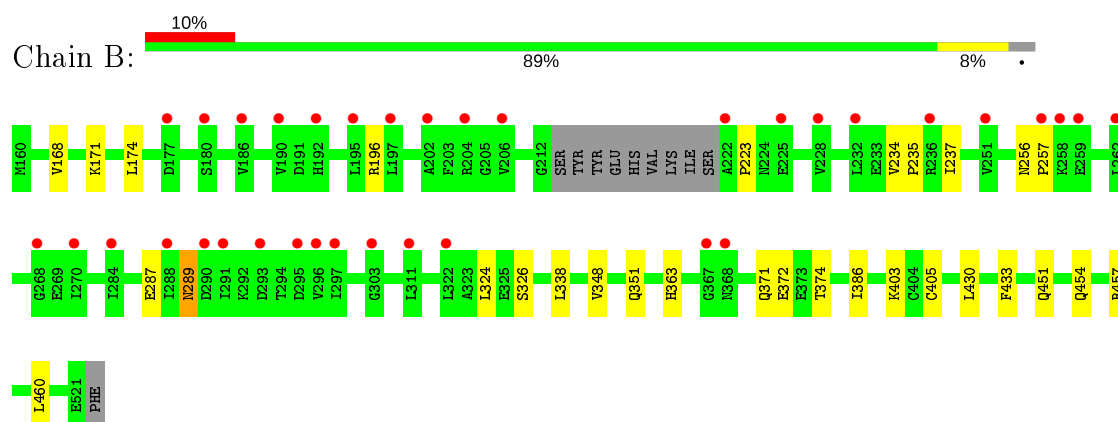 10%
Chain B:
89%
8%
M160 V168 K171 L174 D177 S180 V186 V190 D191 H192 L195 R196 L197 A202 F203 R204 G205 V206 G212 SER TYR TYR GLU HIS VAL LYS ILE SER A222 P223 N224 E225 V228 L232 E233 V234 P235 R236 I237 V251 N256 P257 K258 E259 L262
G268 E269 I270 I284 E287 I288 N289 D290 I291 K292 D293 T294 D295 V296 I297 G303 L311 L322 A323 L324 E325 S326 L338 V348 Q351 H363 G367 N368 Q371 E372 E373 T374 I386 K403 C404 C405 L430 F433 Q451 Q454
L460 E521 PHE